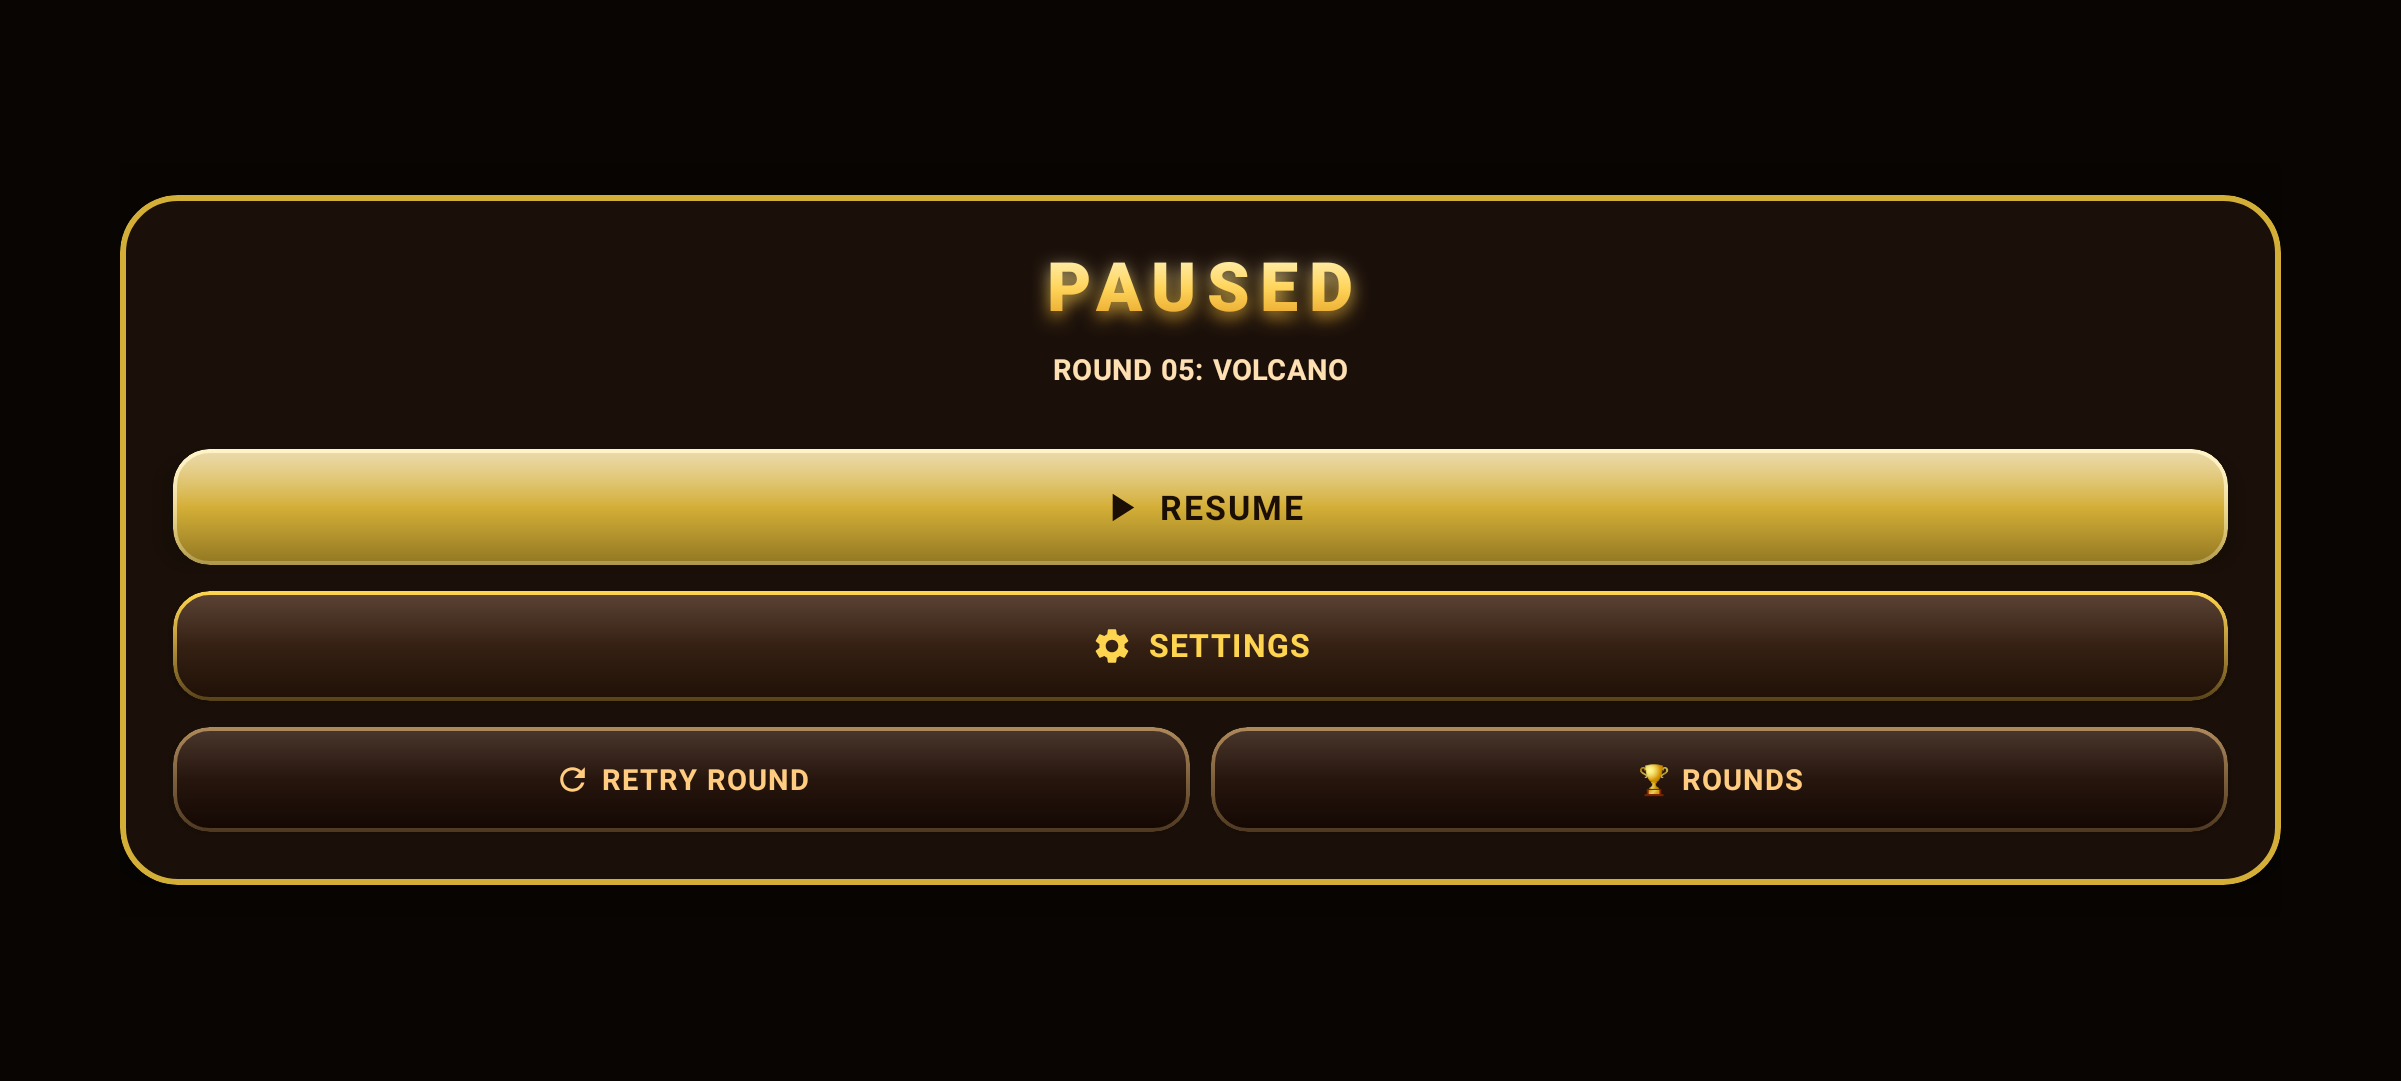 PAUSED
ROUND 05: VOLCANO
RESUME
SETTINGS
RETRY ROUND
ROUNDS